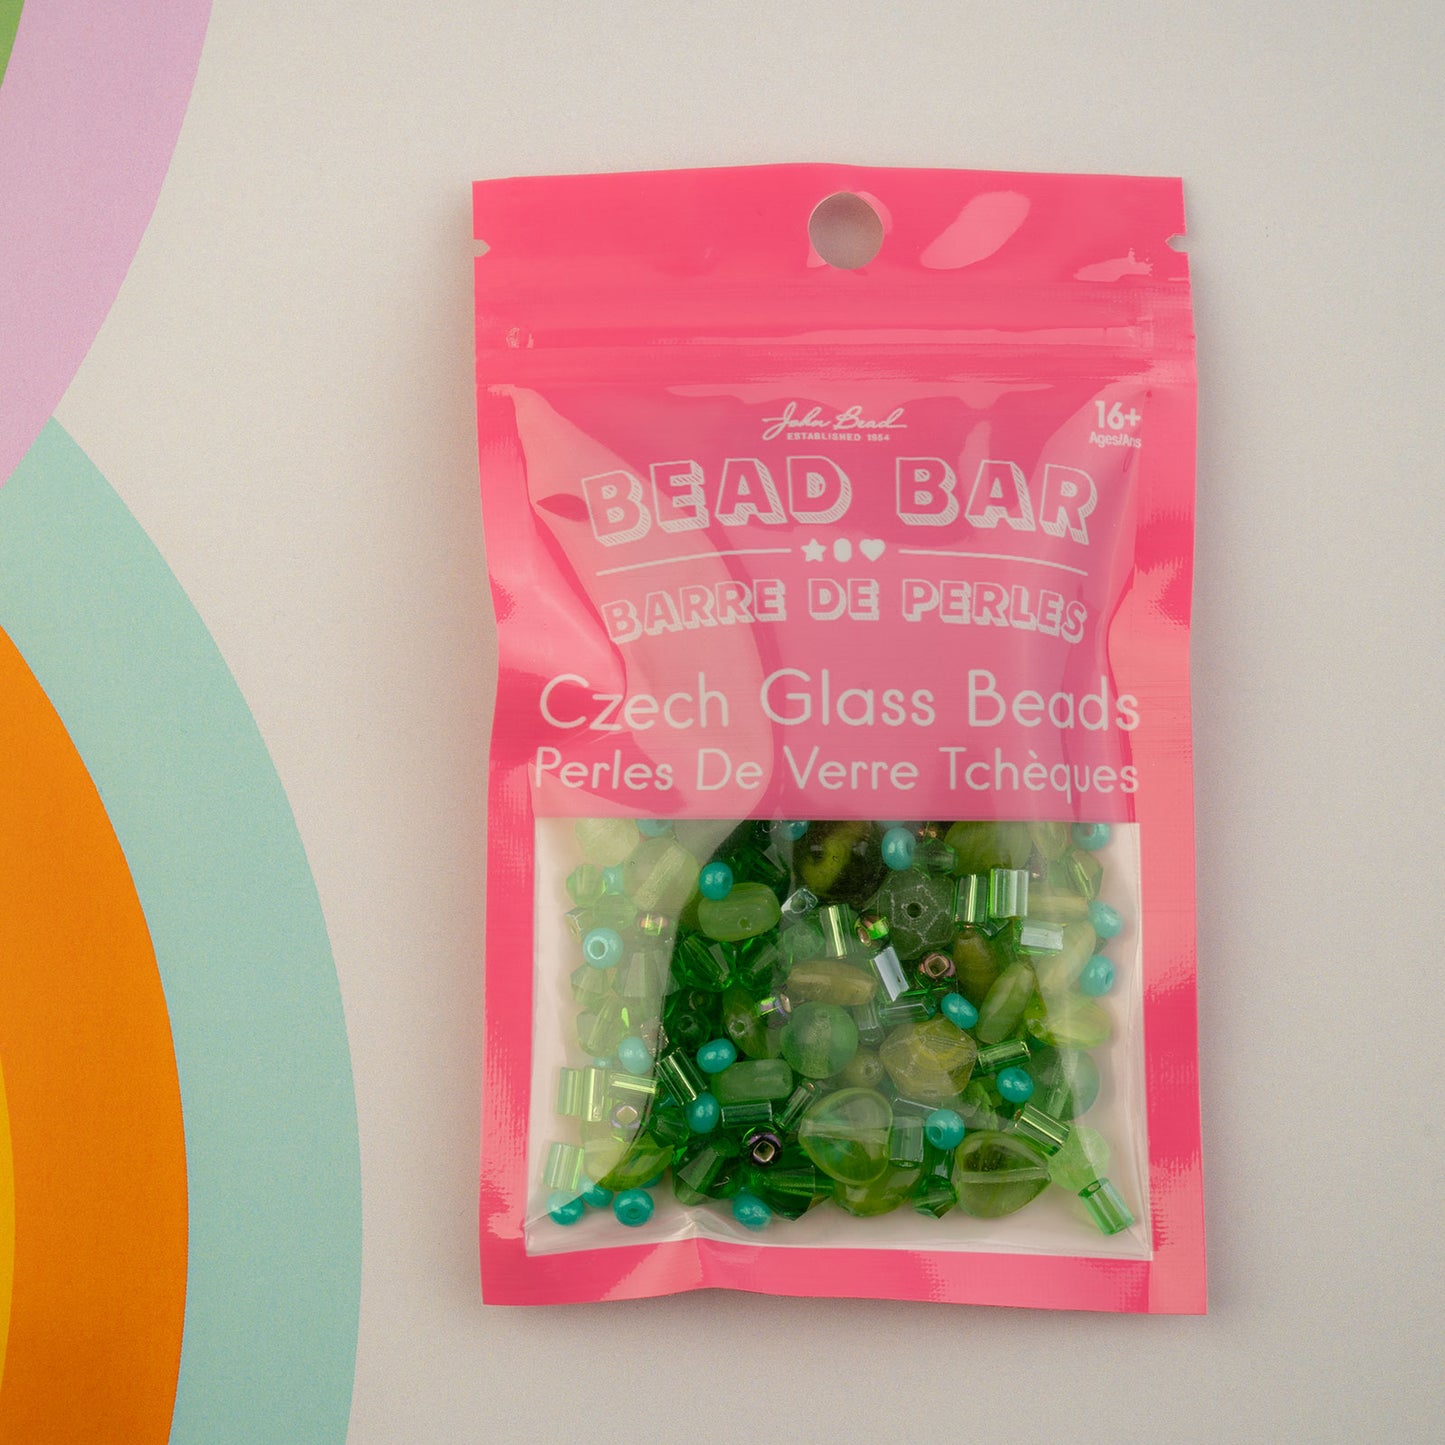 John Bead
ESTABLISHED 1954
16+
Ages/Ans
BEAD BAR
BARRE DE PERLES
Czech Glass Beads
Perles De Verre Tchèques